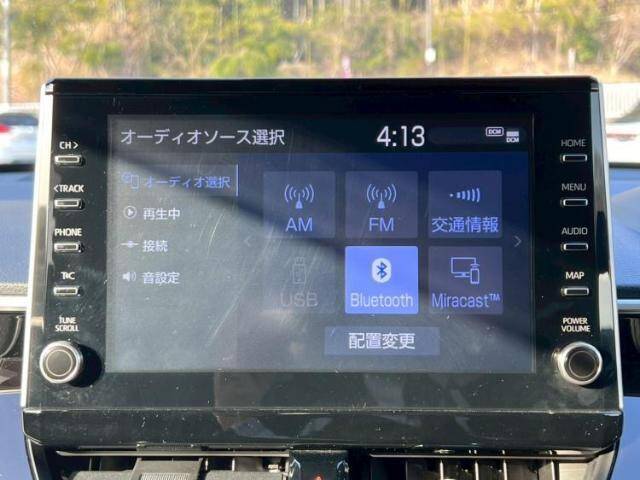 CH>
<TRACK
PHONE
T/C
TUNE
SCROLL
オーディオソース選択
4:13
DCM
DCM
オーディオ選択
再生中
接続
音設定
AM
FM
交通情報
USB
Bluetooth
Miracast™
配置変更
HOME
MENU
AUDIO
MAP
POWER
VOLUME